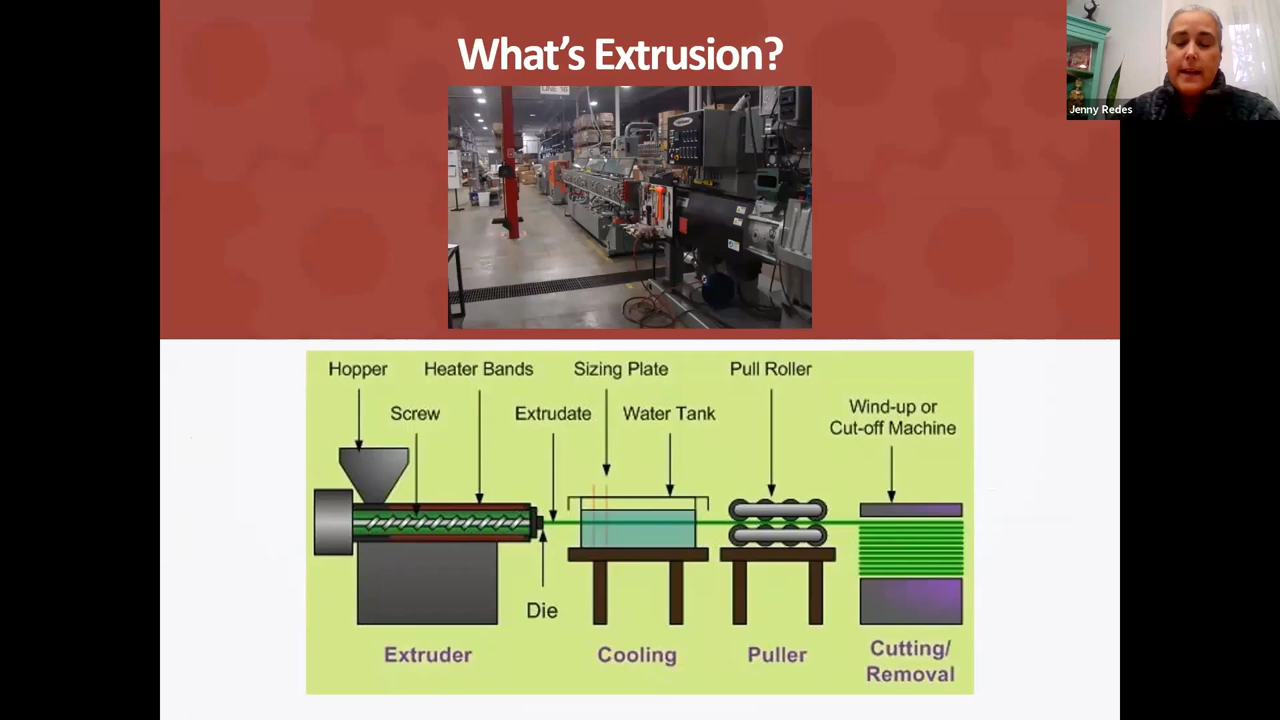 What's Extrusion?
Jenny Redes
LINE 16
Hopper
Heater Bands
Sizing Plate
Pull Roller
Screw
Extrudate
Water Tank
Wind-up or
Cut-off Machine
Die
Extruder
Cooling
Puller
Cutting/
Removal